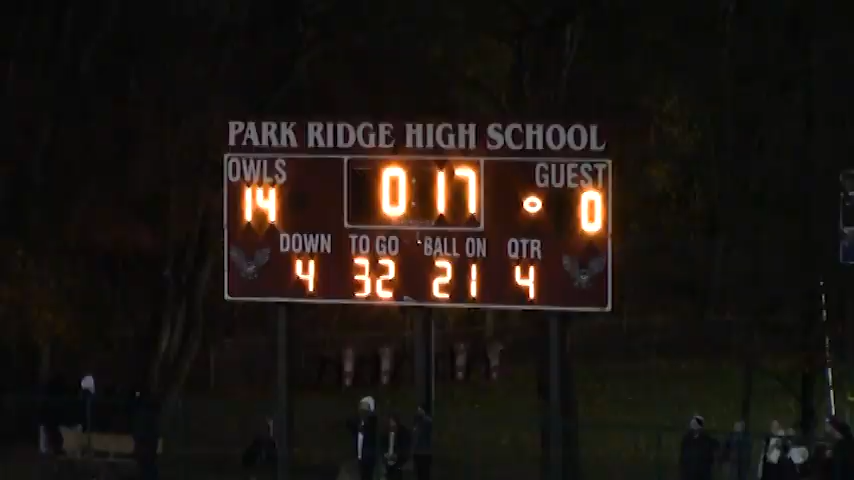 PARK RIDGE HIGH SCHOOL
OWLS 0:17 GUEST
14 0
DOWN TO GO BALL ON QTR
4 32 21 4